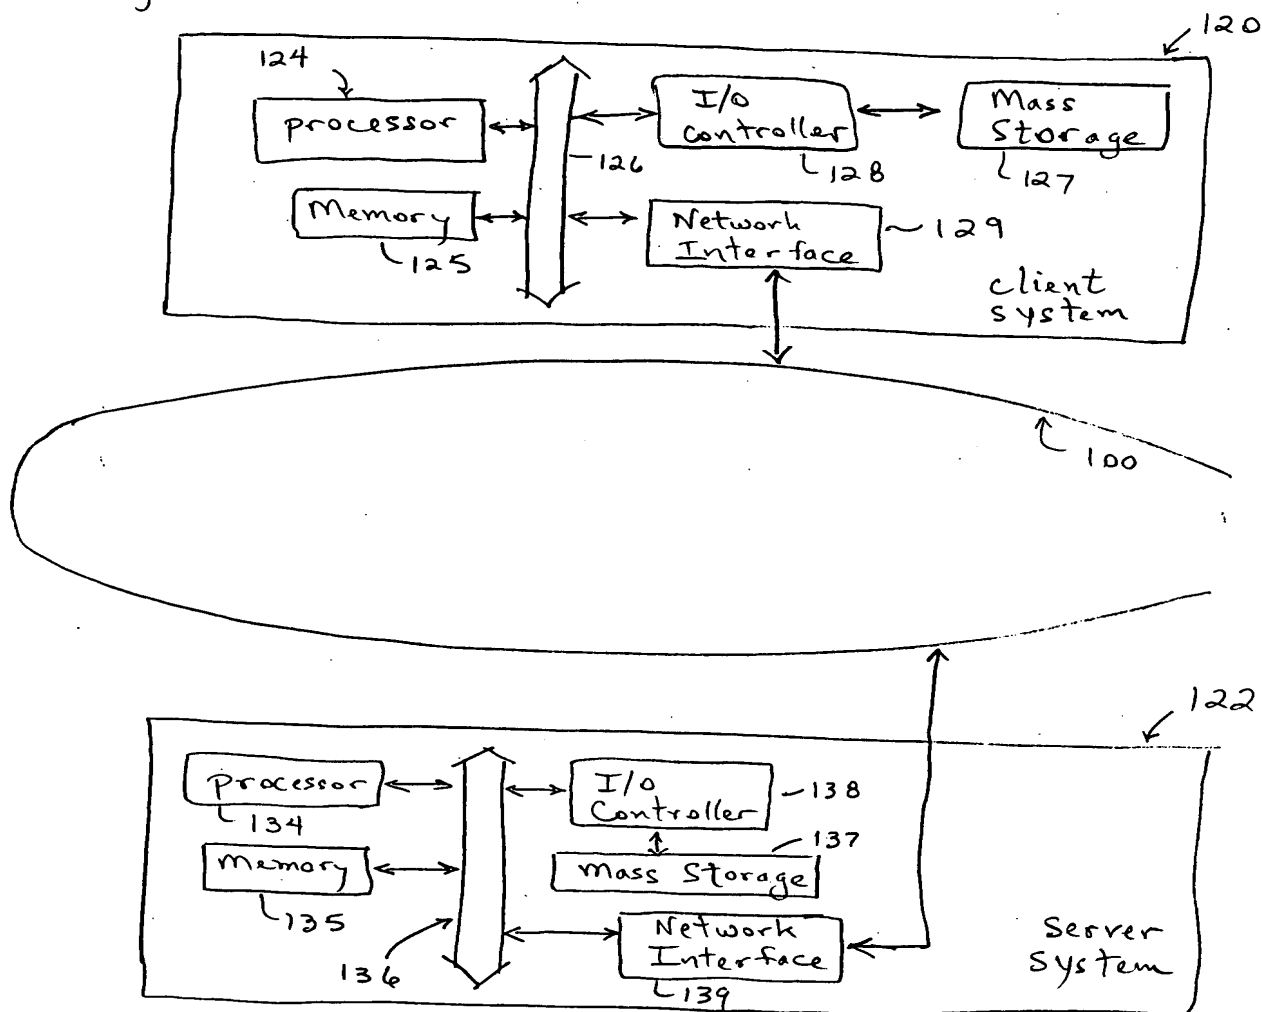 120
124
processor
I/O
controller
Mass
Storage
126
128
127
Memory
125
Network
Interface
129
client
system
100
122
processor
134
I/O
Controller
138
137
Memory
135
Mass Storage
136
Network
Interface
139
Server
system